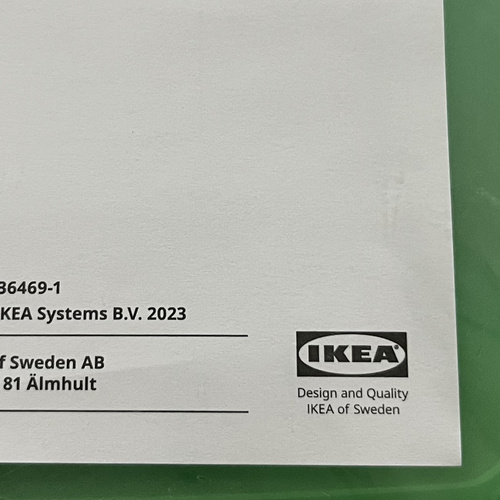 36469-1
KEA Systems B.V. 2023
f Sweden AB
81 Älmhult
IKEA®
Design and Quality
IKEA of Sweden